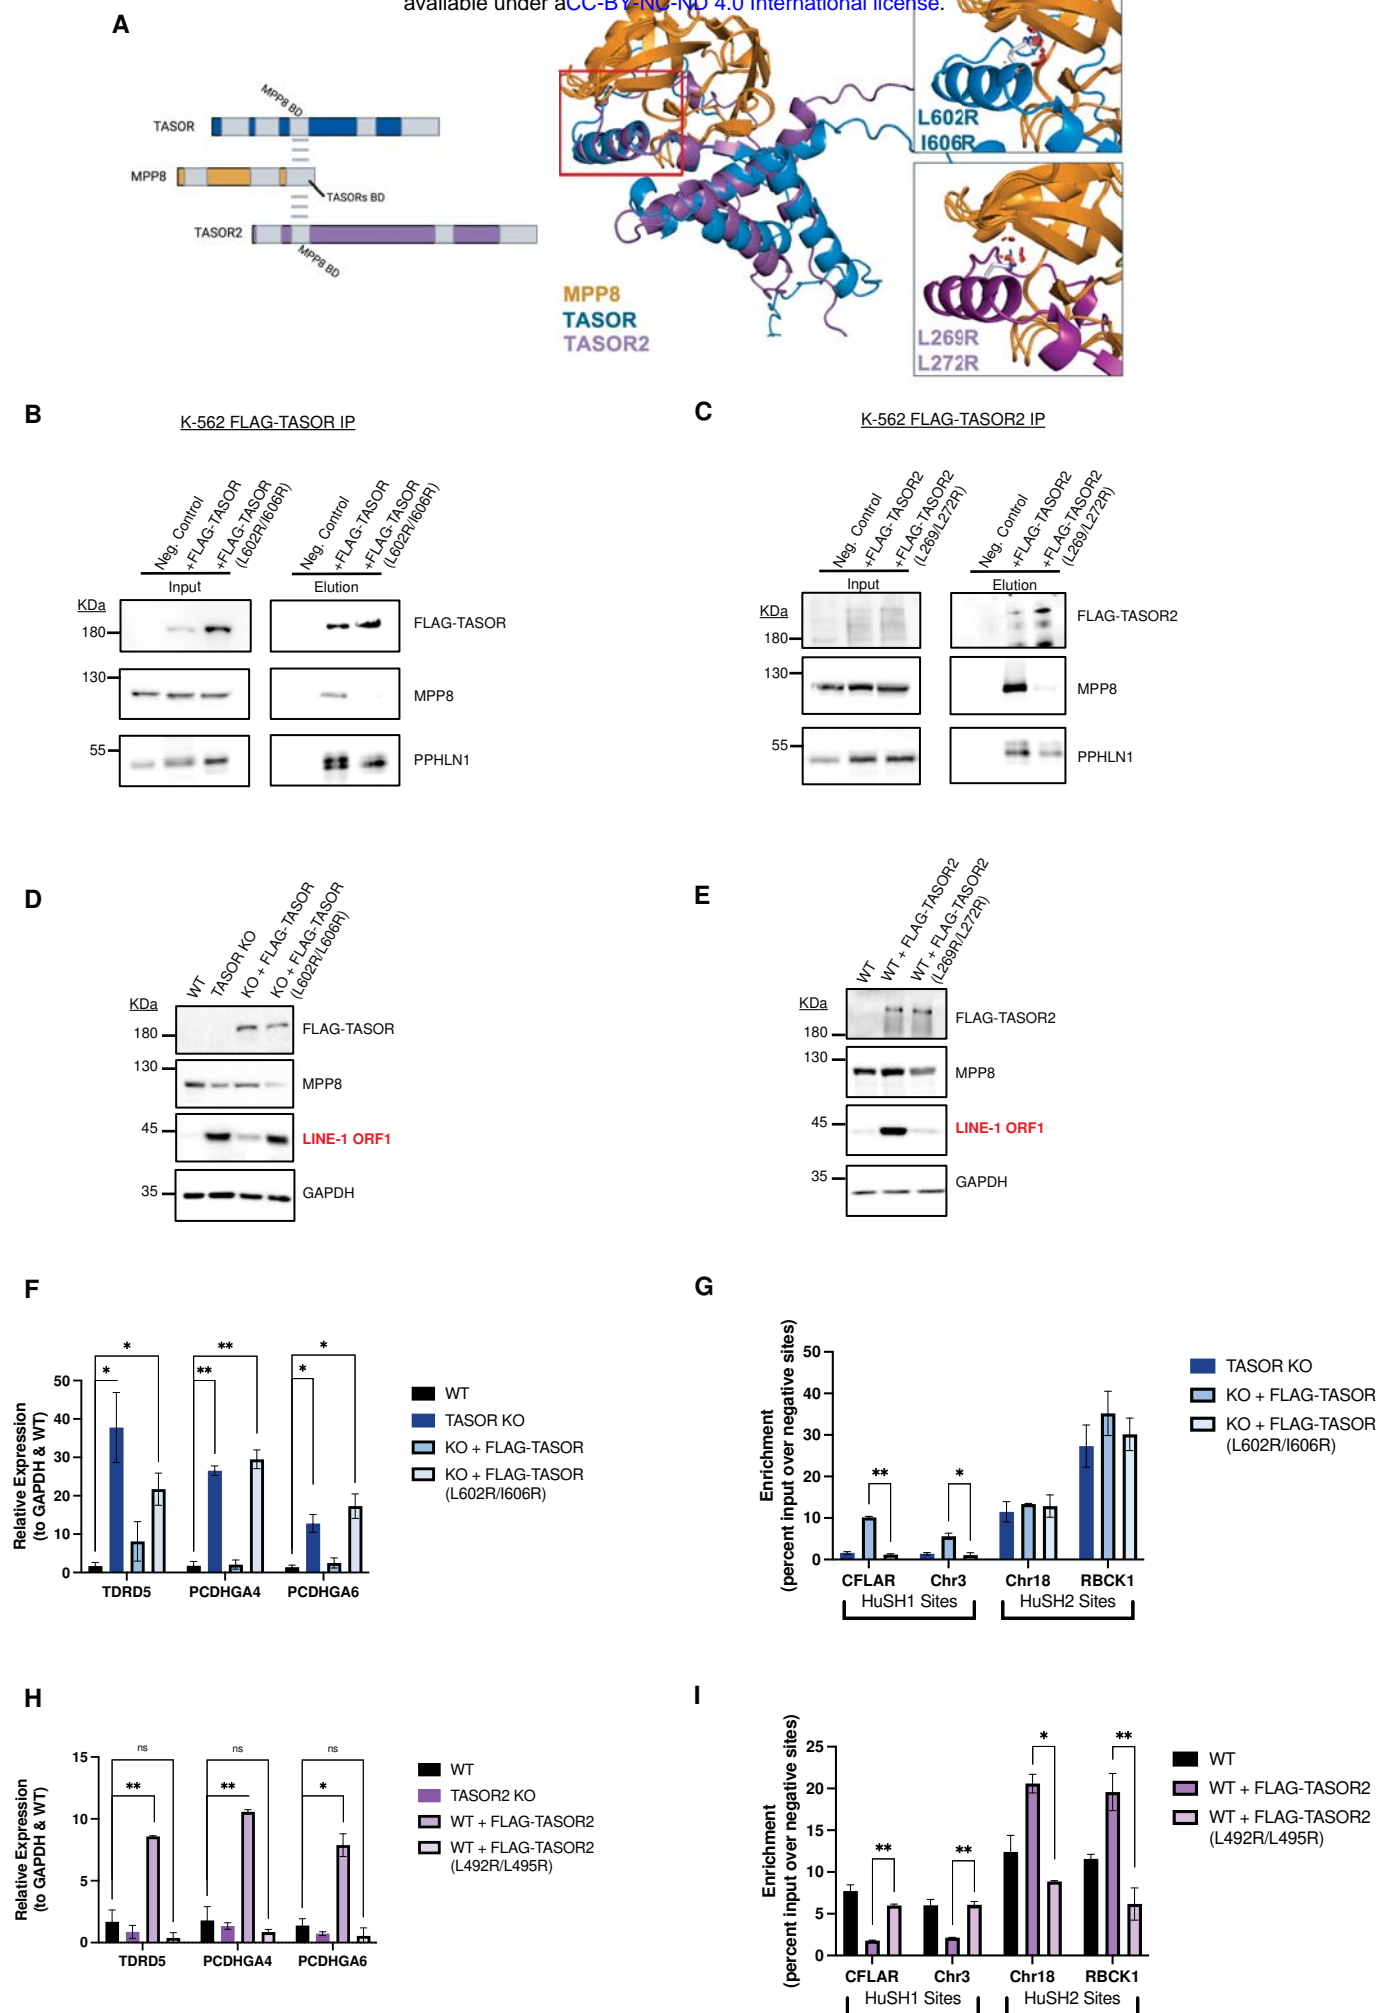 available under aCC-BY-NC-ND 4.0 International license.
A
MPP8 BD
TASOR
MPP8
TASORs BD
TASOR2
MPP8 BD
MPP8
TASOR
TASOR2
L602R
I606R
L269R
L272R
B
K-562 FLAG-TASOR IP
Neg. Control
+FLAG-TASOR
+FLAG-TASOR
(L602R/I606R)
Neg. Control
+FLAG-TASOR
+FLAG-TASOR
(L602R/I606R)
Input
Elution
KDa
180
FLAG-TASOR
130
MPP8
55
PPHLN1
C
K-562 FLAG-TASOR2 IP
Neg. Control
+FLAG-TASOR2
+FLAG-TASOR2
(L269/L272R)
Neg. Control
+FLAG-TASOR2
+FLAG-TASOR2
(L269/L272R)
Input
Elution
KDa
180
FLAG-TASOR2
130
MPP8
55
PPHLN1
D
WT
TASOR KO
KO + FLAG-TASOR
KO + FLAG-TASOR
(L602R/L606R)
KDa
180
FLAG-TASOR
130
MPP8
45
LINE-1 ORF1
35
GAPDH
E
WT
WT + FLAG-TASOR2
WT + FLAG-TASOR2
(L269R/L272R)
KDa
180
FLAG-TASOR2
130
MPP8
45
LINE-1 ORF1
35
GAPDH
F
Relative Expression
(to GAPDH & WT)
50
40
30
20
10
0
* * ** ** * *
TDRD5 PCDHGA4 PCDHGA6
WT
TASOR KO
KO + FLAG-TASOR
KO + FLAG-TASOR
(L602R/I606R)
G
Enrichment
(percent input over negative sites)
50
40
30
20
10
0
** *
CFLAR Chr3 Chr18 RBCK1
HuSH1 Sites HuSH2 Sites
TASOR KO
KO + FLAG-TASOR
KO + FLAG-TASOR
(L602R/I606R)
H
Relative Expression
(to GAPDH & WT)
15
10
5
0
ns ns ns
** ** *
TDRD5 PCDHGA4 PCDHGA6
WT
TASOR2 KO
WT + FLAG-TASOR2
WT + FLAG-TASOR2
(L492R/L495R)
I
Enrichment
(percent input over negative sites)
25
20
15
10
5
0
** ** * **
CFLAR Chr3 Chr18 RBCK1
HuSH1 Sites HuSH2 Sites
WT
WT + FLAG-TASOR2
WT + FLAG-TASOR2
(L492R/L495R)